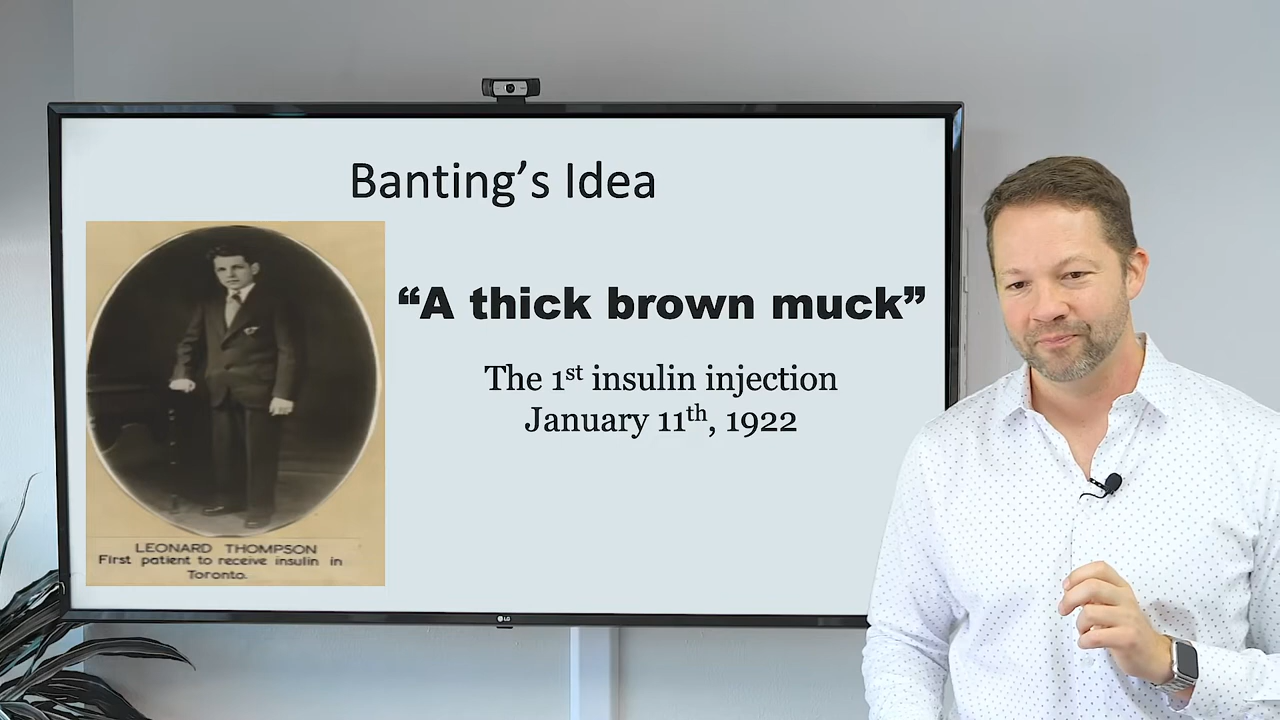 Banting’s Idea
“A thick brown muck”
The 1st insulin injection
January 11th, 1922
LEONARD THOMPSON
First patient to receive insulin in
Toronto.
LG